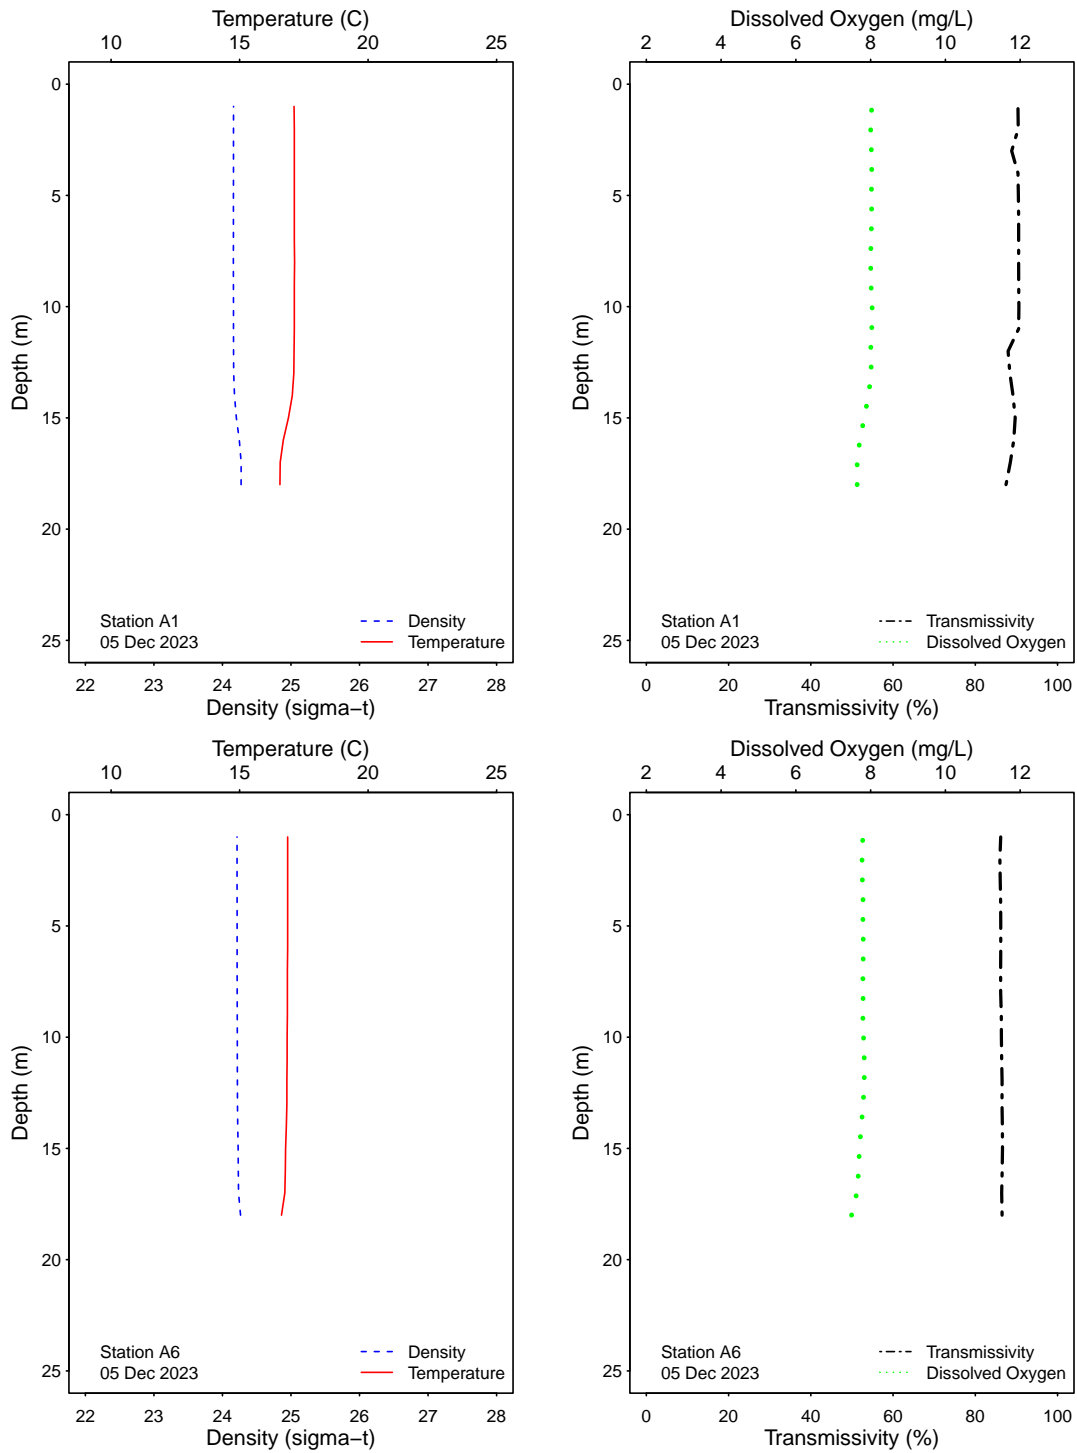 Temperature (C)
10 15 20 25
0
5
10
15
20
25
Depth (m)
Station A1
05 Dec 2023
Density
Temperature
22 23 24 25 26 27 28
Density (sigma−t)
Dissolved Oxygen (mg/L)
2 4 6 8 10 12
0
5
10
15
20
25
Depth (m)
Station A1
05 Dec 2023
Transmissivity
Dissolved Oxygen
0 20 40 60 80 100
Transmissivity (%)
Temperature (C)
10 15 20 25
0
5
10
15
20
25
Depth (m)
Station A6
05 Dec 2023
Density
Temperature
22 23 24 25 26 27 28
Density (sigma−t)
Dissolved Oxygen (mg/L)
2 4 6 8 10 12
0
5
10
15
20
25
Depth (m)
Station A6
05 Dec 2023
Transmissivity
Dissolved Oxygen
0 20 40 60 80 100
Transmissivity (%)